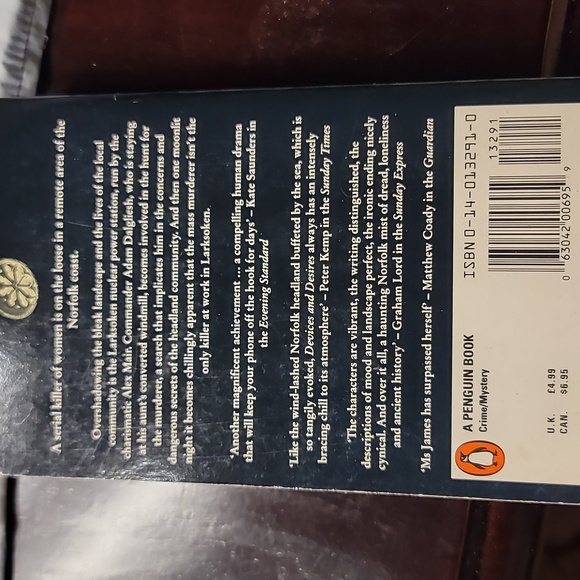 A serial killer of women is on the loose in a remote area of the
Norfolk coast.
Overshadowing the bleak landscape and the lives of the local
community is the Larksoken nuclear power station, run by the
charismatic Alex Mair. Commander Adam Dalgliesh, who is staying
at his aunt's converted windmill, becomes involved in the hunt for
the murderer, a search that implicates him in the concerns and
dangerous secrets of the headland community. And then one moonlit
night it becomes chillingly apparent that the mass murderer isn't the
only killer at work in Larksoken.
'Another magnificent achievement ... a compelling human drama
that will keep your phone off the hook for days' – Kate Saunders in
the Evening Standard
'Like the wind-lashed Norfolk headland buffeted by the sea, which is
so tangily evoked, Devices and Desires always has an intensely
bracing chill to its atmosphere' – Peter Kemp in the Sunday Times
'The characters are vibrant, the writing distinguished, the
descriptions of mood and landscape perfect, the ironic ending nicely
cynical. And over it all, a haunting Norfolk mist of dread, loneliness
and ancient history' – Graham Lord in the Sunday Express
'Ms James has surpassed herself' – Matthew Coady in the Guardian
A PENGUIN BOOK
Crime/Mystery
U.K. £4.99
CAN. $6.95
ISBN 0-14-013291-0
13291
0 63042 00695 9